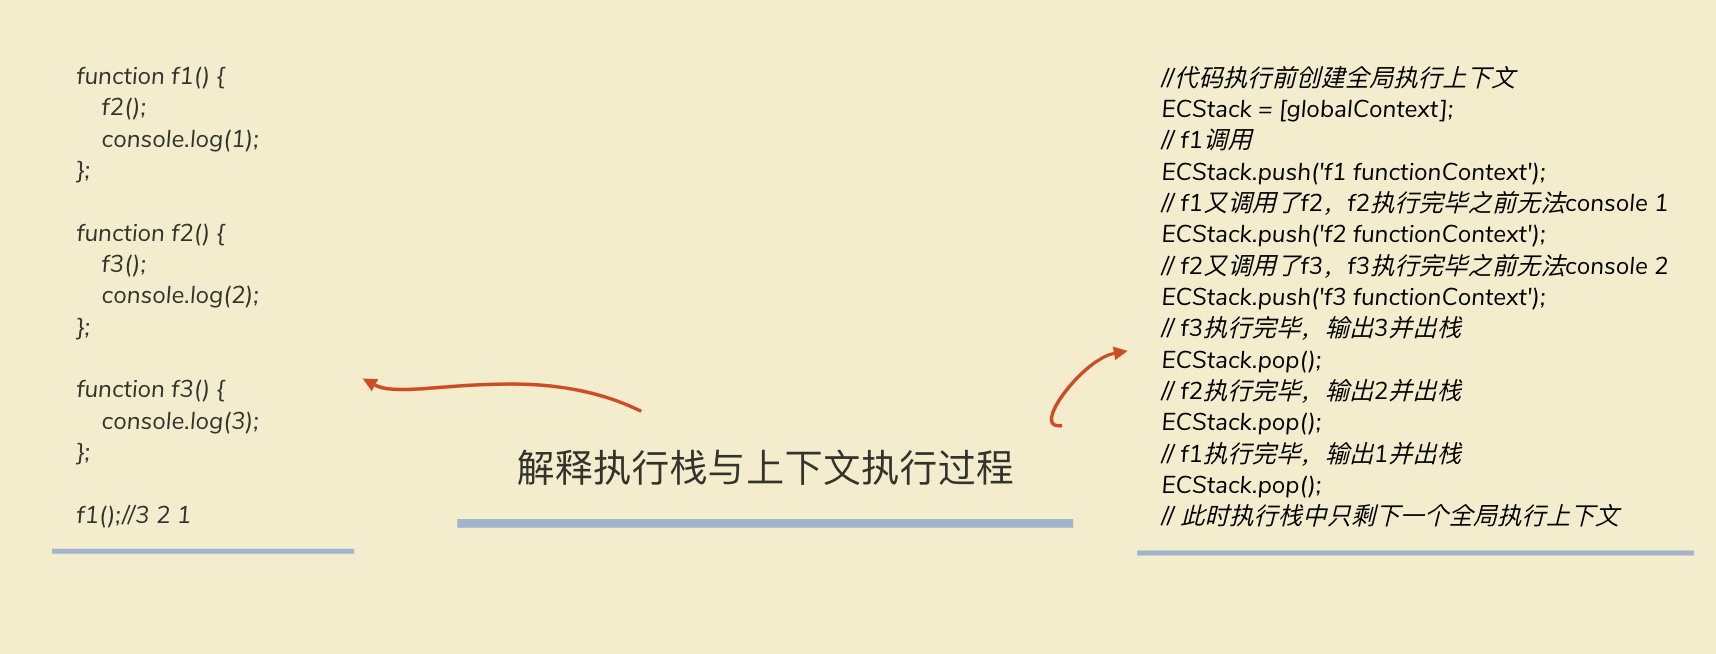 function f1() {
    f2();
    console.log(1);
};

function f2() {
    f3();
    console.log(2);
};

function f3() {
    console.log(3);
};

f1();//3 2 1
解释执行栈与上下文执行过程
//代码执行前创建全局执行上下文
ECStack = [globalContext];
// f1调用
ECStack.push('f1 functionContext');
// f1又调用了f2，f2执行完毕之前无法console 1
ECStack.push('f2 functionContext');
// f2又调用了f3，f3执行完毕之前无法console 2
ECStack.push('f3 functionContext');
// f3执行完毕，输出3并出栈
ECStack.pop();
// f2执行完毕，输出2并出栈
ECStack.pop();
// f1执行完毕，输出1并出栈
ECStack.pop();
// 此时执行栈中只剩下一个全局执行上下文